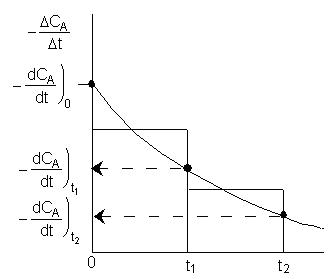 - ΔC_A/Δt
- dC_A/dt)_0
- dC_A/dt)_t₁
- dC_A/dt)_t₂
0 t₁ t₂